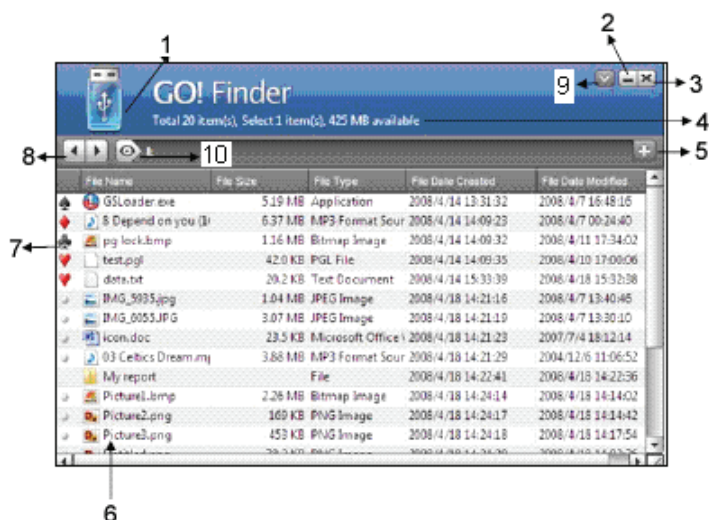 1
2
3
4
5
6
7
8
9
10
GO! Finder
Total 20 item(s), Select 1 item(s), 425 MB available
File Name File Size File Type File Date Created File Date Modified
GSLoader.exe 5.19 MB Application 2008/4/14 13:31:32 2008/4/7 16:48:16
8 Depend on you (1 6.37 MB MP3 Format Sour 2008/4/14 14:09:23 2008/4/7 00:24:40
pg lock.bmp 1.16 MB Bitmap Image 2008/4/14 14:09:32 2008/4/11 17:34:02
test.pgl 42.0 KB PGL File 2008/4/14 14:09:35 2008/4/10 17:00:06
data.txt 20.2 KB Text Document 2008/4/14 15:33:39 2008/4/18 15:32:38
IMG_5935.jpg 1.04 MB JPEG Image 2008/4/18 14:21:16 2008/4/7 13:40:46
IMG_6055.JPG 3.07 MB JPEG Image 2008/4/18 14:21:19 2008/4/7 13:30:10
icon.doc 23.5 KB Microsoft Office 2008/4/18 14:21:23 2007/7/4 18:12:14
03 Celtics Dream.mp 3.88 MB MP3 Format Sour 2008/4/18 14:21:29 2004/12/6 11:06:52
My report File 2008/4/18 14:22:41 2008/4/18 14:22:36
Picture1.bmp 2.26 MB Bitmap Image 2008/4/18 14:24:14 2008/4/18 14:14:02
Picture2.png 169 KB PNG Image 2008/4/18 14:24:17 2008/4/18 14:14:42
Picture3.png 453 KB PNG Image 2008/4/18 14:24:18 2008/4/18 14:17:54